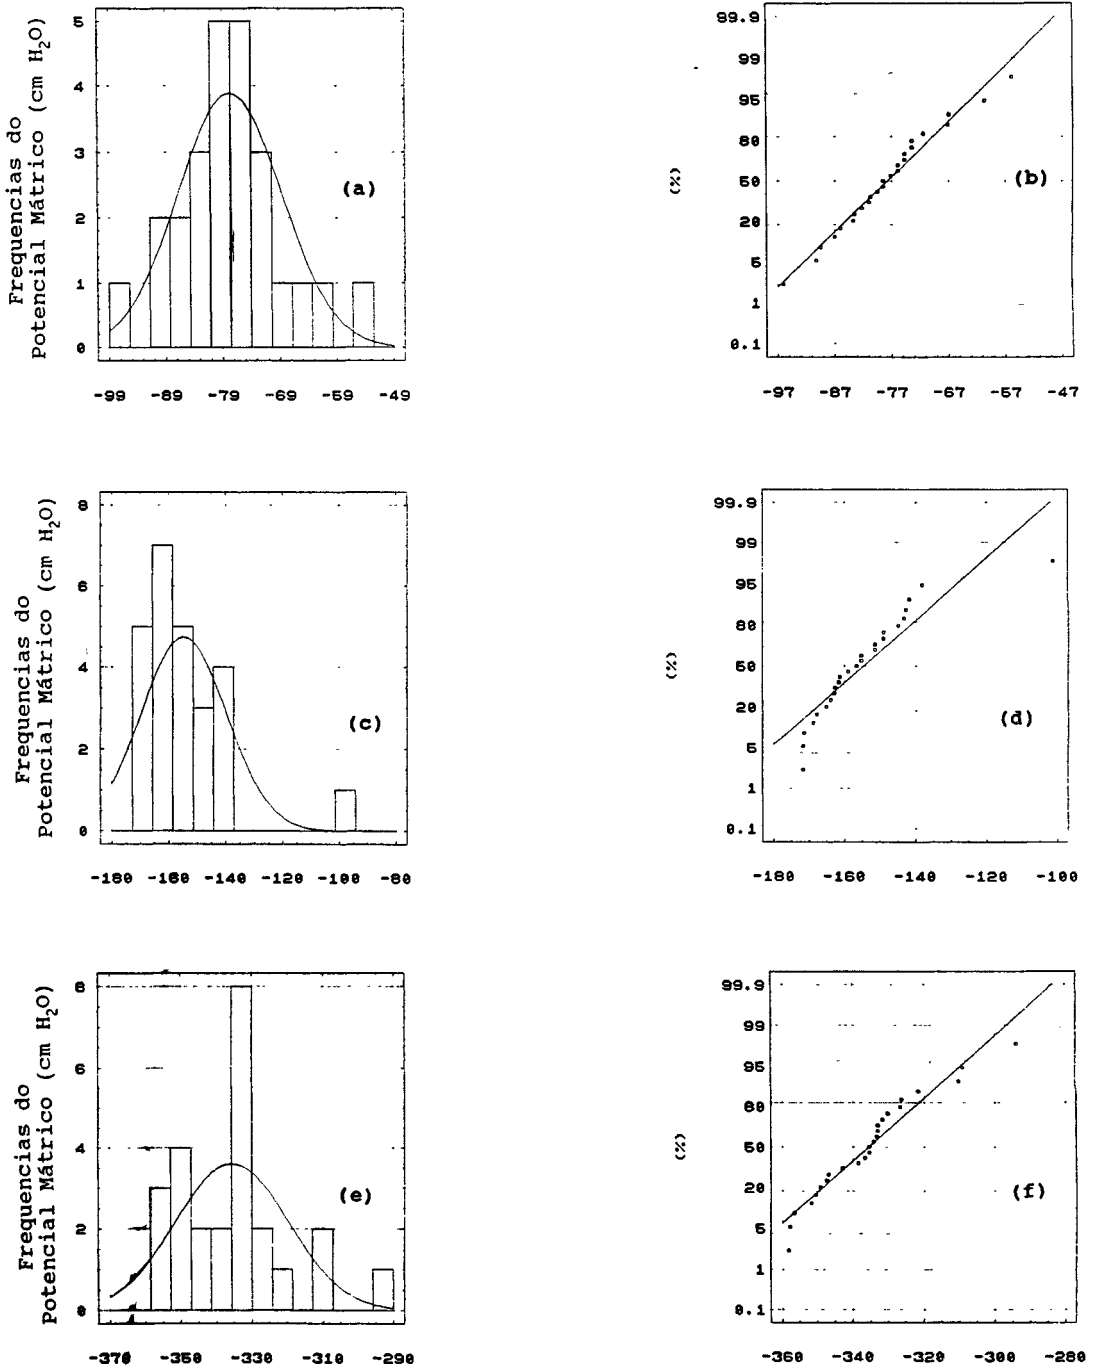 Frequencias do
Potencial Mátrico (cm H₂O)
5
4
3
2
1
0
(a)
-99 -89 -79 -69 -59 -49
(%)
99.9
99
95
80
50
20
5
1
0.1
(b)
-97 -87 -77 -67 -57 -47
Frequencias do
Potencial Mátrico (cm H₂O)
8
6
4
2
0
(c)
-180 -160 -140 -120 -100 -80
(%)
99.9
99
95
80
50
20
5
1
0.1
(d)
-180 -160 -140 -120 -100
Frequencias do
Potencial Mátrico (cm H₂O)
8
6
4
2
0
(e)
-370 -350 -330 -310 -290
(%)
99.9
99
95
80
50
20
5
1
0.1
(f)
-360 -340 -320 -300 -280